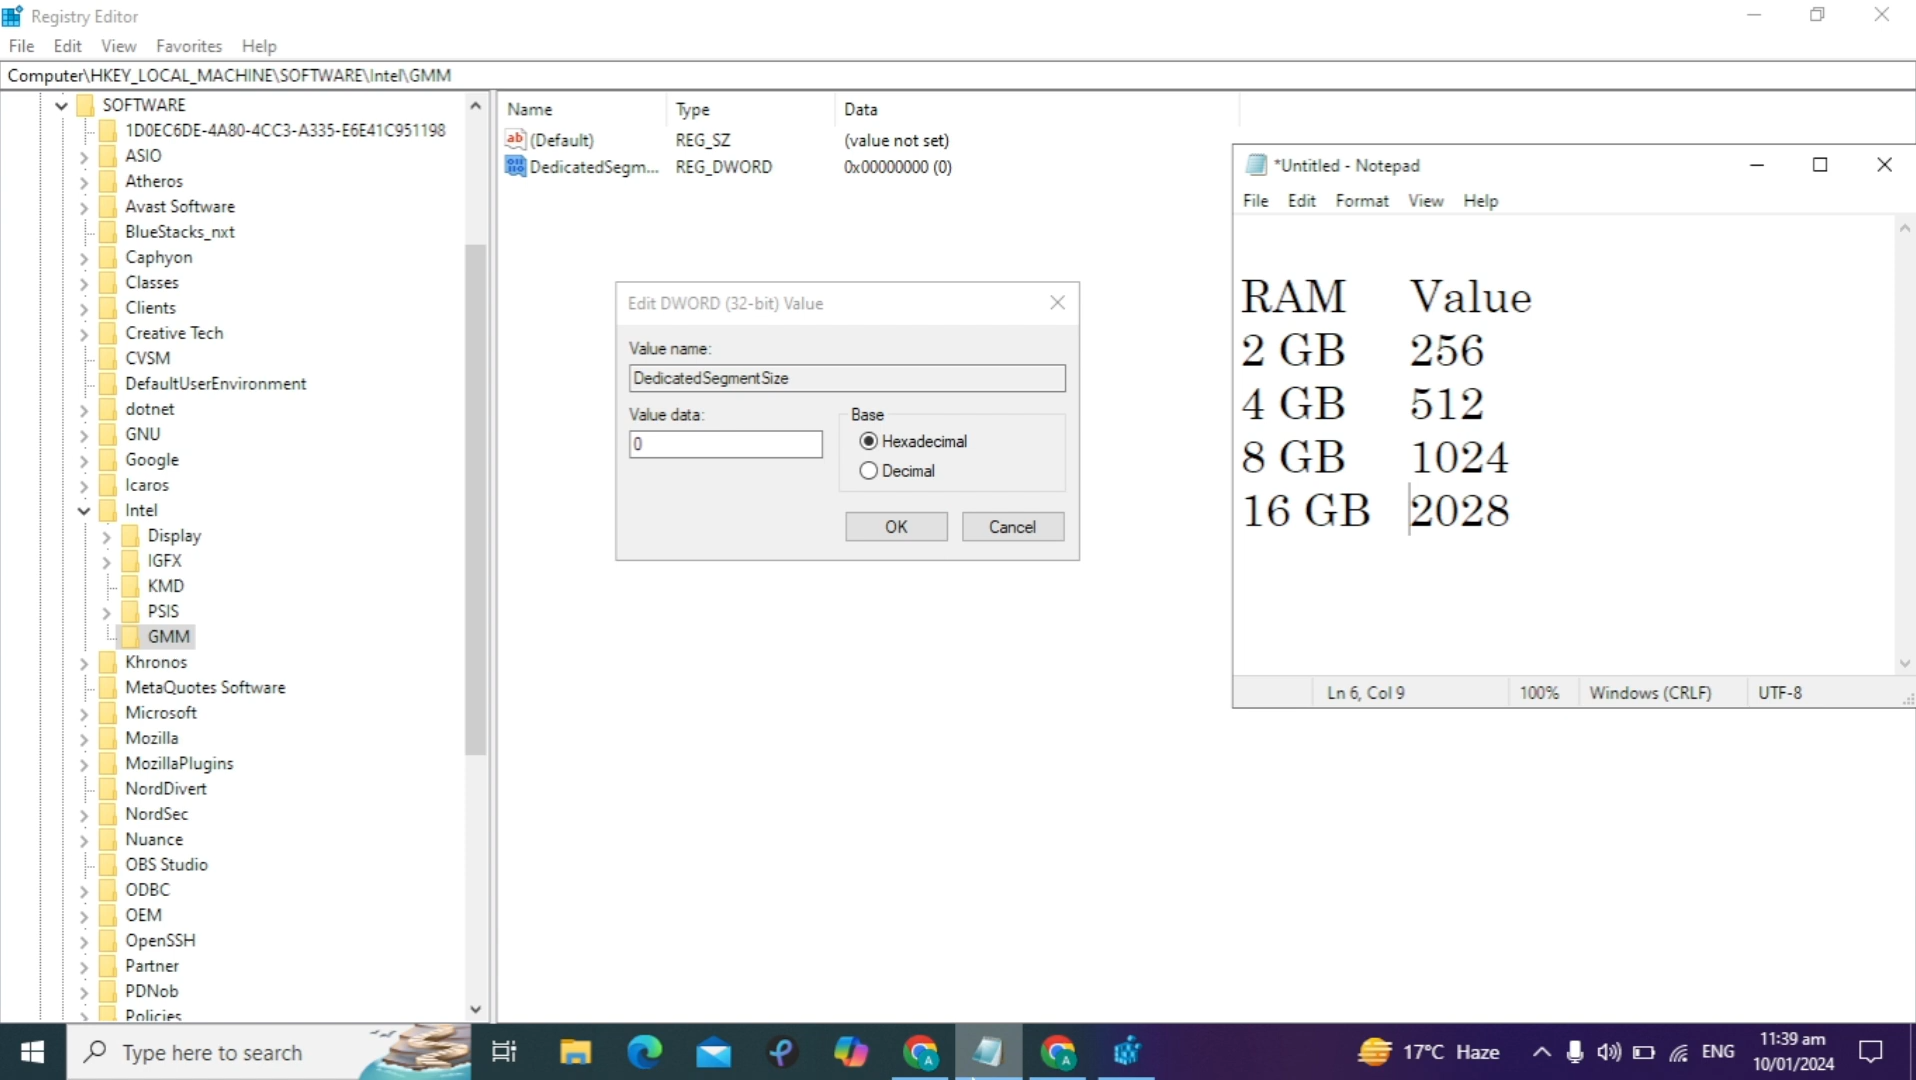 Registry Editor
File Edit View Favorites Help
Computer\HKEY_LOCAL_MACHINE\SOFTWARE\Intel\GMM
SOFTWARE
1D0EC6DE-4A80-4CC3-A335-E6E41C951198
ASIO
Atheros
Avast Software
BlueStacks_nxt
Caphyon
Classes
Clients
Creative Tech
CVSM
DefaultUserEnvironment
dotnet
GNU
Google
Icaros
Intel
Display
IGFX
KMD
PSIS
GMM
Khronos
MetaQuotes Software
Microsoft
Mozilla
MozillaPlugins
NordDivert
NordSec
Nuance
OBS Studio
ODBC
OEM
OpenSSH
Partner
PDNob
Policies
Name Type Data
(Default) REG_SZ (value not set)
DedicatedSegm... REG_DWORD 0x00000000 (0)
Edit DWORD (32-bit) Value
Value name:
DedicatedSegmentSize
Value data: Base
0 Hexadecimal
Decimal
OK Cancel
*Untitled - Notepad
File Edit Format View Help
RAM Value
2 GB 256
4 GB 512
8 GB 1024
16 GB 2028
Ln 6, Col 9 100% Windows (CRLF) UTF-8
Type here to search
17°C Haze ENG
11:39 am
10/01/2024